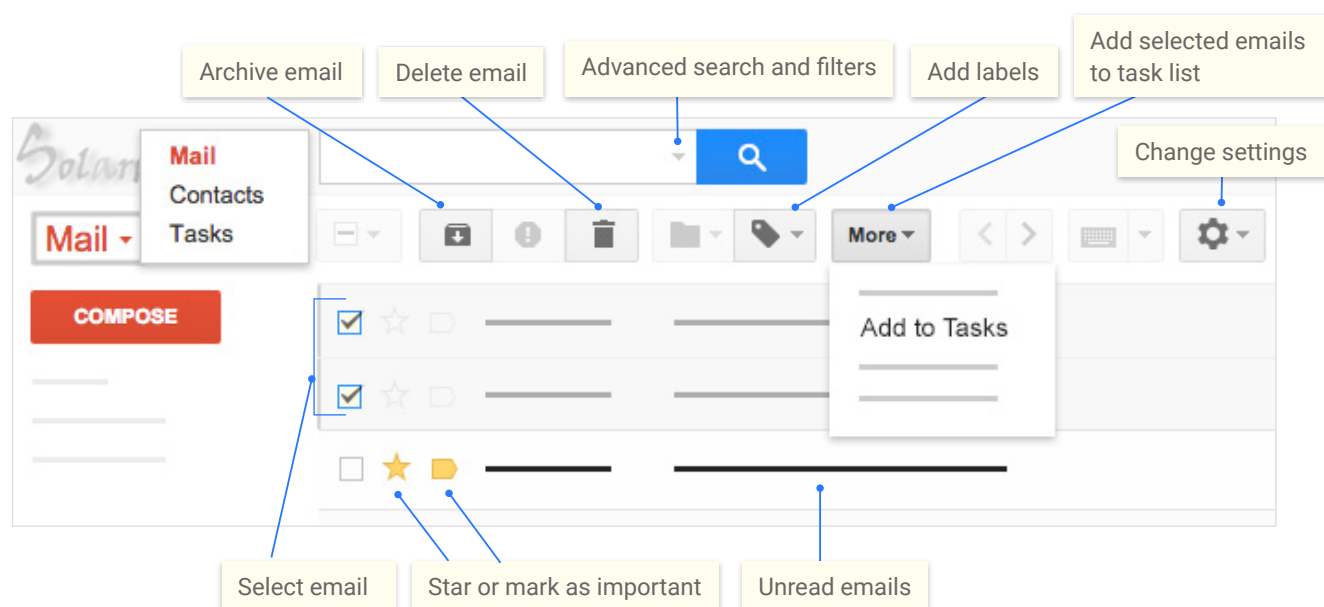 Add selected emails
to task list
Archive email
Delete email
Advanced search and filters
Add labels
Change settings
Mail
Contacts
Tasks
Mail
More
COMPOSE
Add to Tasks
Select email
Star or mark as important
Unread emails